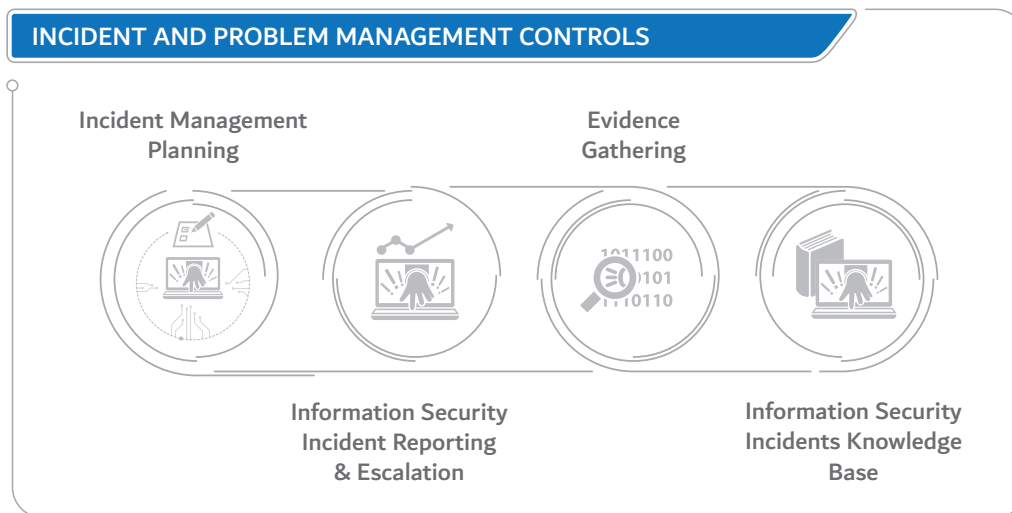 INCIDENT AND PROBLEM MANAGEMENT CONTROLS
Incident Management
Planning
Evidence
Gathering
1011100
0101
1110110
Information Security
Incident Reporting
& Escalation
Information Security
Incidents Knowledge
Base